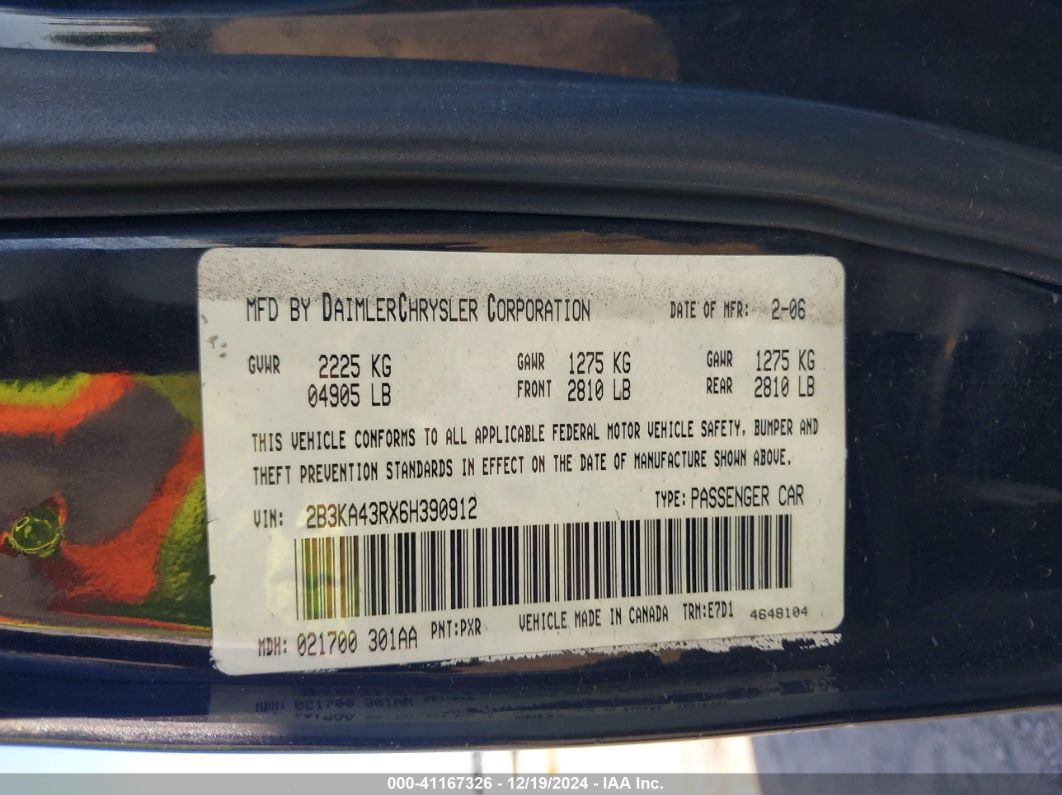 MFD BY DAIMLERCHRYSLER CORPORATION DATE OF MFR: 2-06
GVWR 2225 KG GAWR 1275 KG GAWR 1275 KG
04905 LB FRONT 2810 LB REAR 2810 LB
THIS VEHICLE CONFORMS TO ALL APPLICABLE FEDERAL MOTOR VEHICLE SAFETY, BUMPER AND
THEFT PREVENTION STANDARDS IN EFFECT ON THE DATE OF MANUFACTURE SHOWN ABOVE.
VIN: 2B3KA43RX6H390912 TYPE: PASSENGER CAR
MDH: 021700 301AA PNT:PXR VEHICLE MADE IN CANADA TRM:E7D1 4648104
MDH: 021700 301AA
000-41167326 - 12/19/2024 - IAA Inc.